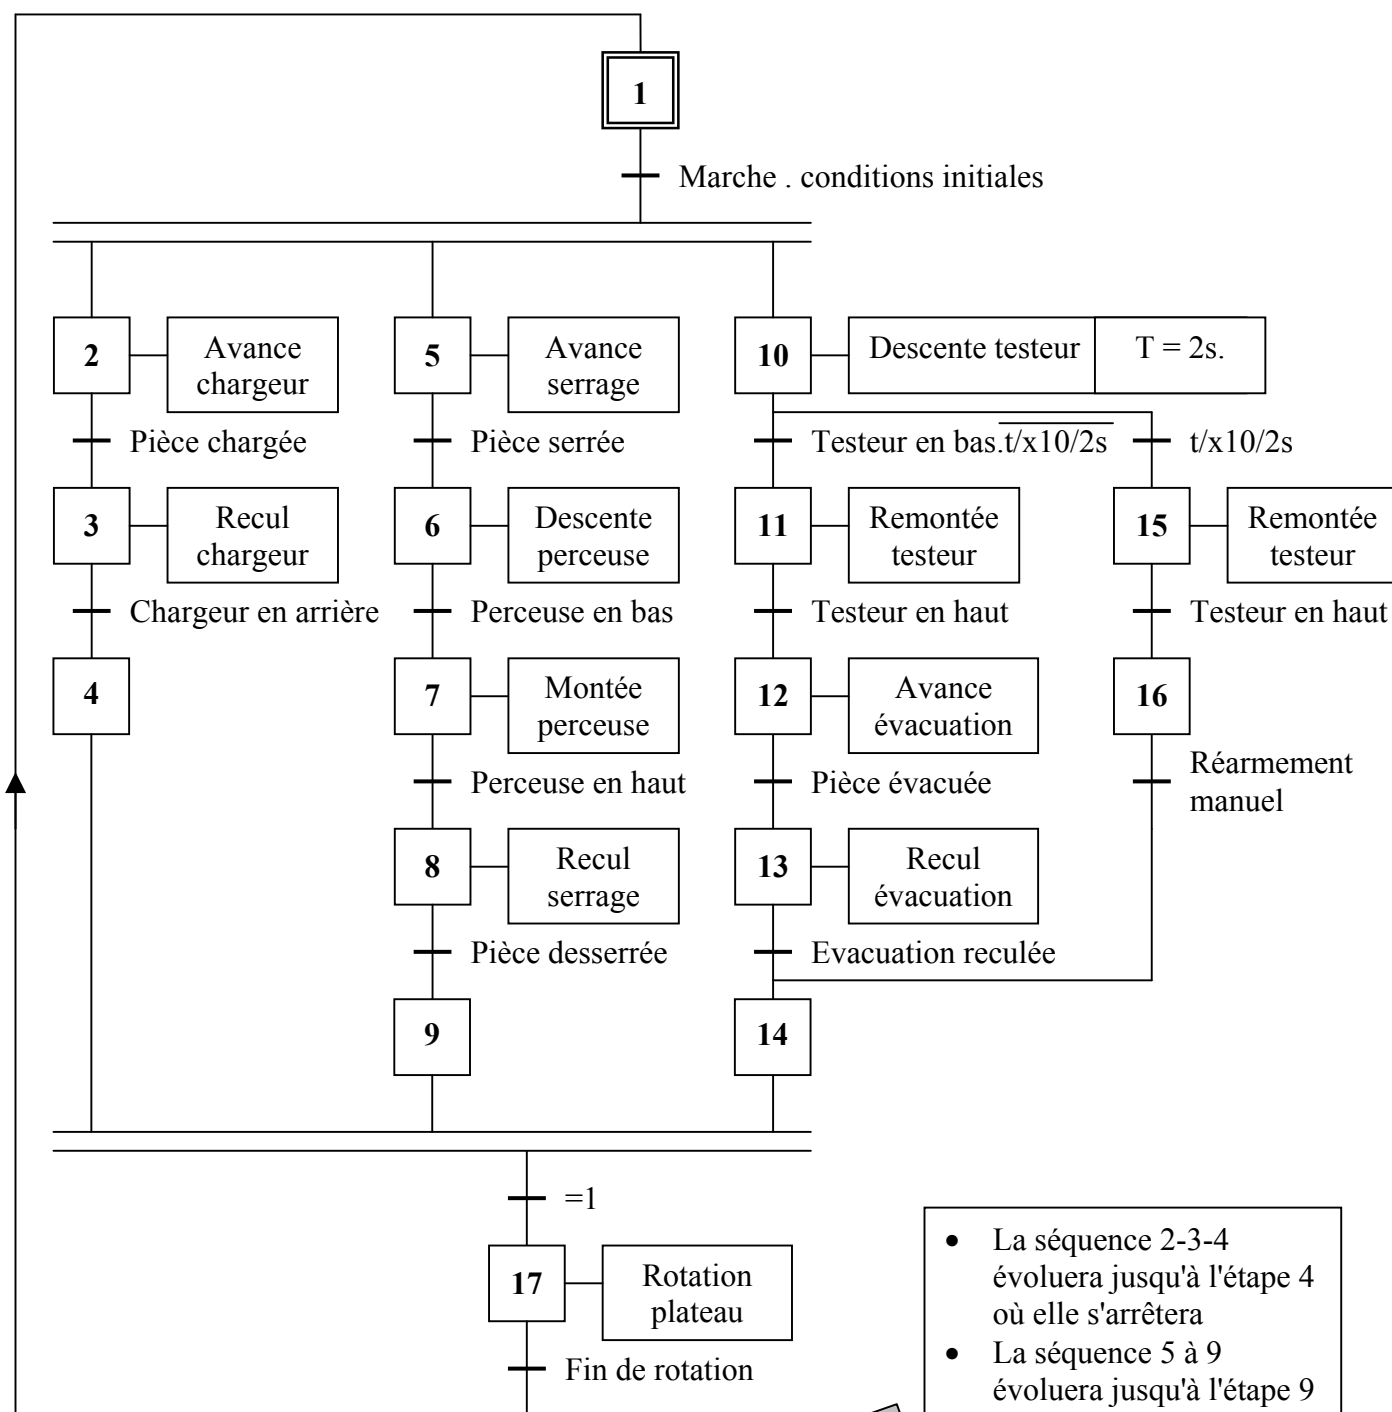 1
Marche . conditions initiales
2
Avance
chargeur
5
Avance
serrage
10
Descente testeur
T = 2s.
Pièce chargée
Pièce serrée
Testeur en bas.t/x10/2s
t/x10/2s
3
Recul
chargeur
6
Descente
perceuse
11
Remontée
testeur
15
Remontée
testeur
Chargeur en arrière
Perceuse en bas
Testeur en haut
Testeur en haut
4
7
Montée
perceuse
12
Avance
évacuation
16
Perceuse en haut
Pièce évacuée
Réarmement
manuel
8
Recul
serrage
13
Recul
évacuation
Pièce desserrée
Evacuation reculée
9
14
=1
17
Rotation
plateau
Fin de rotation
• La séquence 2-3-4
évoluera jusqu'à l'étape 4
où elle s'arrêtera
• La séquence 5 à 9
évoluera jusqu'à l'étape 9